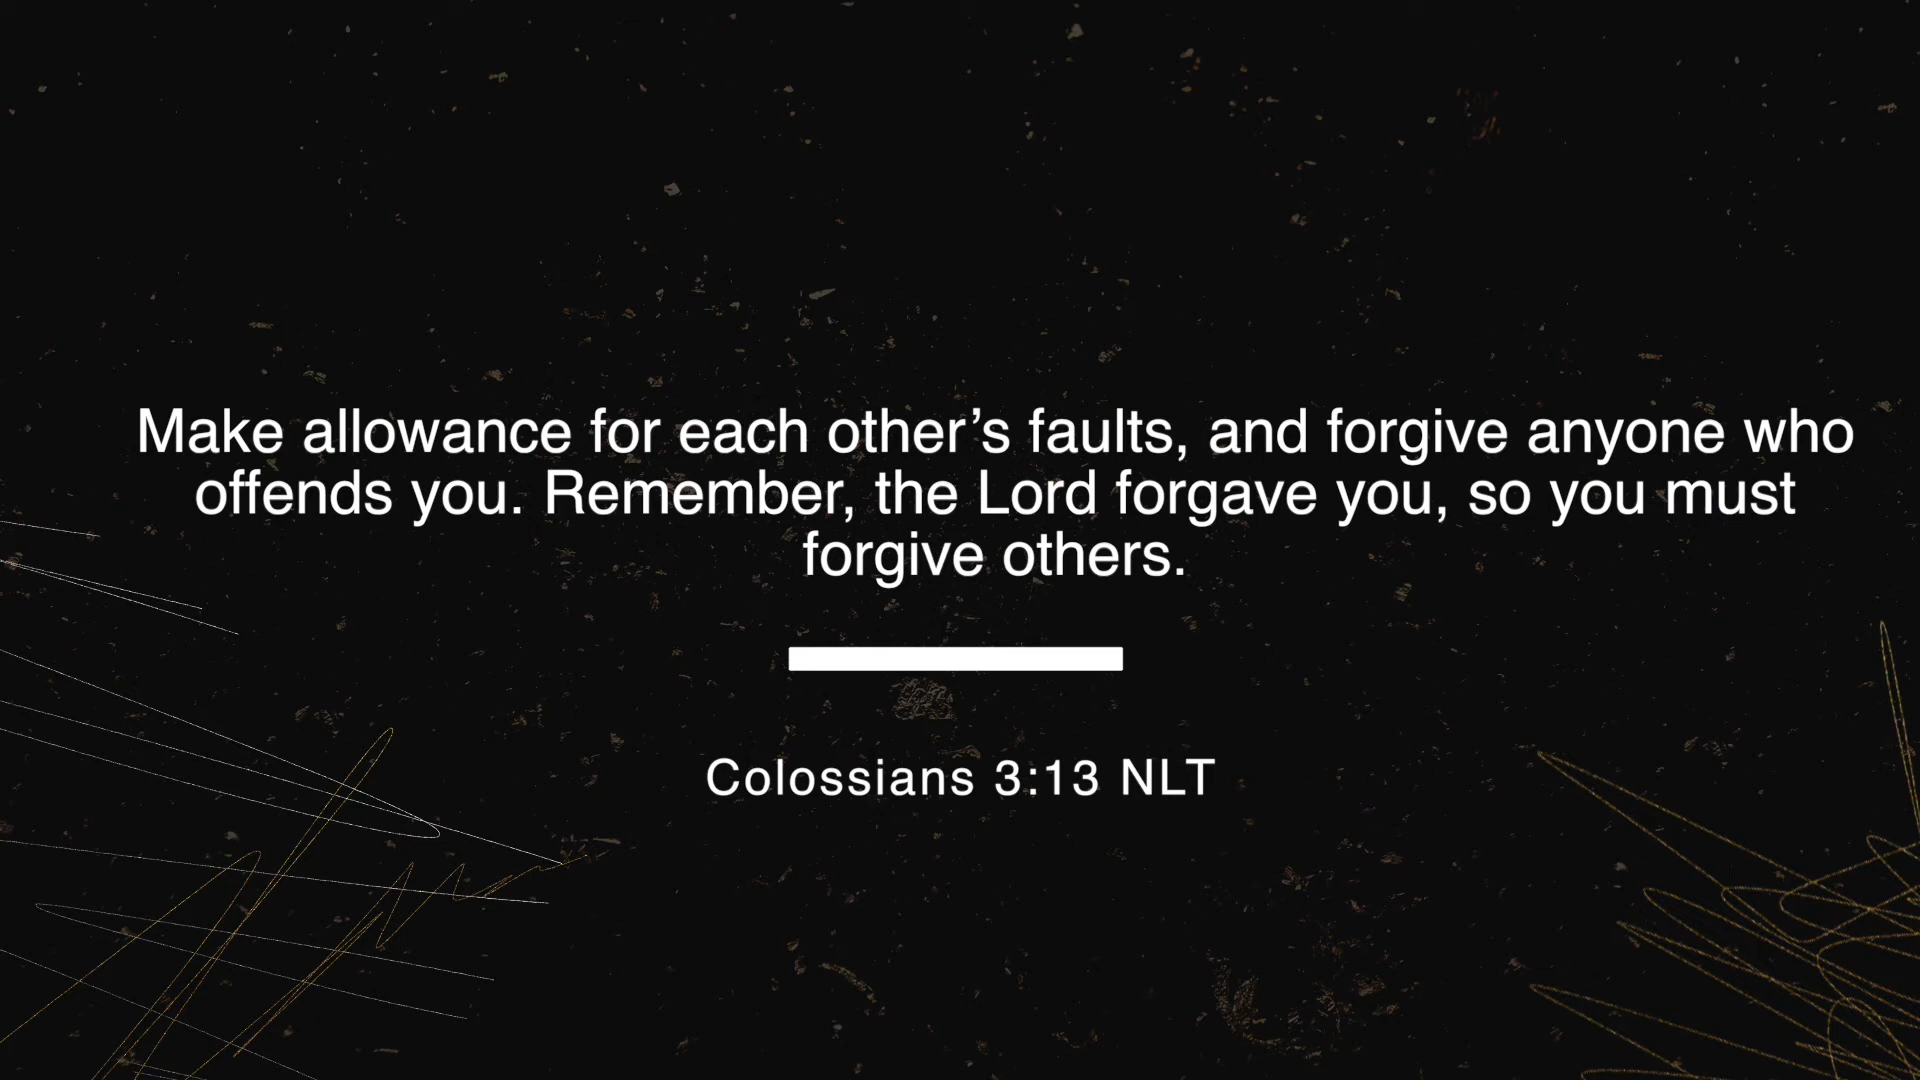 Make allowance for each other’s faults, and forgive anyone who
offends you. Remember, the Lord forgave you, so you must
forgive others.
Colossians 3:13 NLT